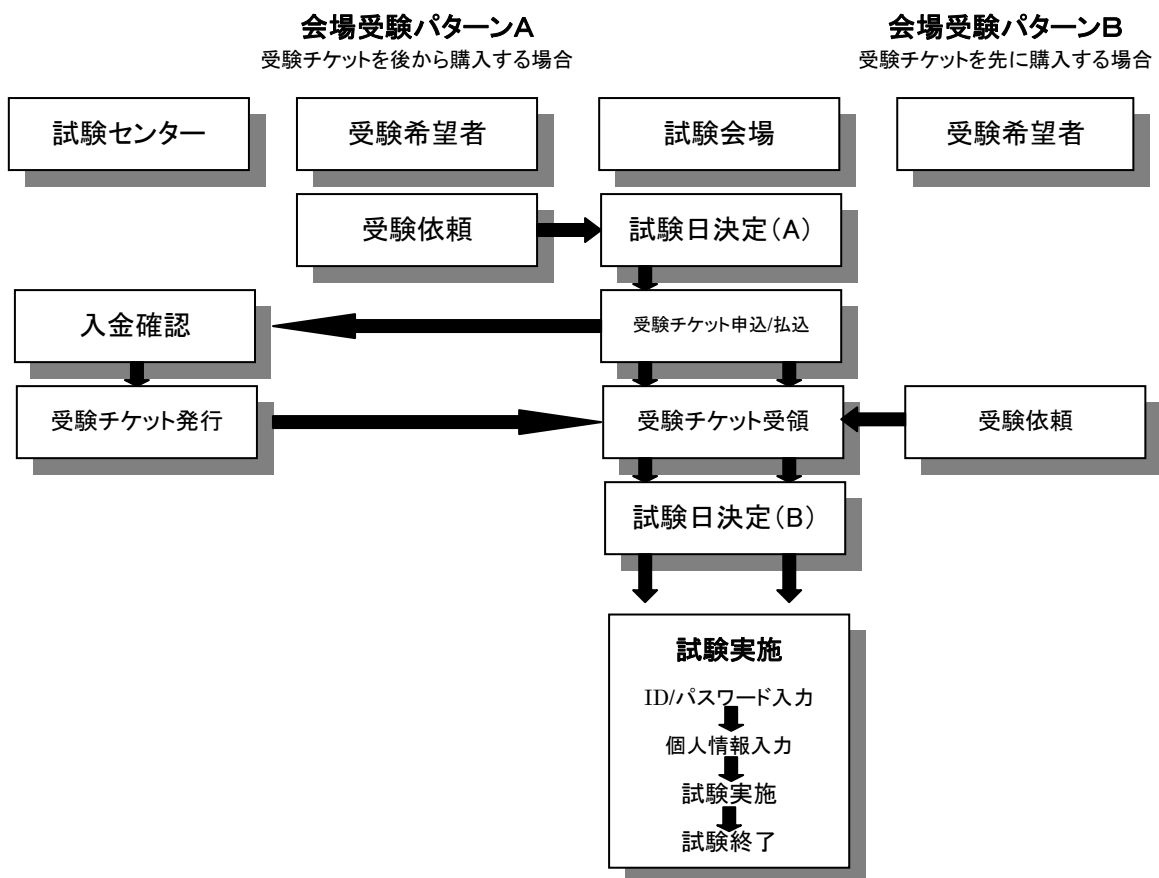 会場受験パターンA
受験チケットを後から購入する場合
会場受験パターンB
受験チケットを先に購入する場合
試験センター
受験希望者
試験会場
受験希望者
受験依頼
試験日決定(A)
入金確認
受験チケット申込/払込
受験チケット発行
受験チケット受領
受験依頼
試験日決定(B)
試験実施
ID/パスワード入力
個人情報入力
試験実施
試験終了